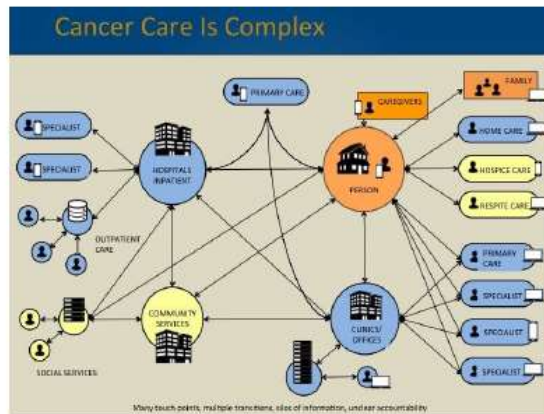 Cancer Care Is Complex
PRIMARY CARE
CAREGIVERS
FAMILY
SPECIALIST
SPECIALIST
HOSPITALS
INPATIENT
PERSON
HOME CARE
HOSPICE CARE
RESPITE CARE
OUTPATIENT
CARE
COMMUNITY
SERVICES
SOCIAL SERVICES
CLINICS/
OFFICES
PRIMARY
CARE
SPECIALIST
SPECIALIST
SPECIALIST
Many touch points, multiple transitions, silos of information, unclear accountability